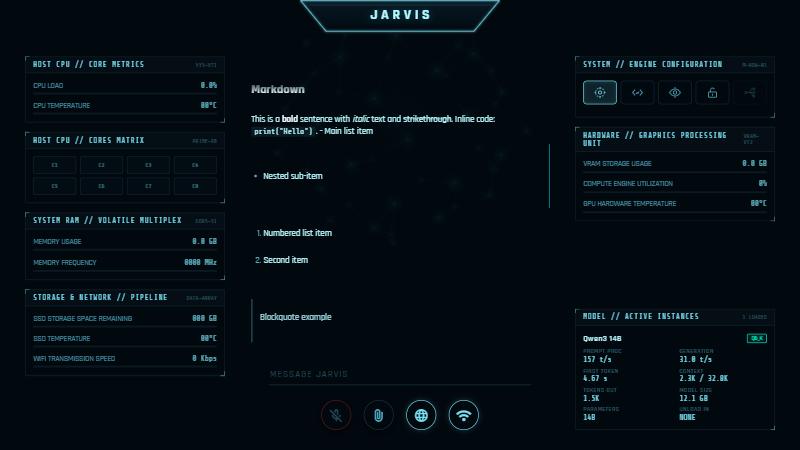 JARVIS
HOST CPU // CORE METRICS
CPU LOAD 0.0%
CPU TEMPERATURE 00°C
HOST CPU // CORES MATRIX
C1 C2 C3 C4
C5 C6 C7 C8
SYSTEM RAM // VOLATILE MULTIPLEX
MEMORY USAGE 0.0 GB
MEMORY FREQUENCY 0000 MHz
STORAGE & NETWORK // PIPELINE DATA-ARRAY
SSD STORAGE SPACE REMAINING 000 GB
SSD TEMPERATURE 00°C
WIFI TRANSMISSION SPEED 0 Kbps
Markdown
This is a bold sentence with italic text and strikethrough. Inline code:
print("Hello") . - Main list item
• Nested sub-item
1. Numbered list item
2. Second item
Blockquote example
MESSAGE JARVIS
SYSTEM // ENGINE CONFIGURATION
HARDWARE // GRAPHICS PROCESSING
UNIT
VRAM STORAGE USAGE 0.0 GB
COMPUTE ENGINE UTILIZATION 0%
GPU HARDWARE TEMPERATURE 00°C
MODEL // ACTIVE INSTANCES 1 LOADED
Qwen3 14B
PROMPT PROC GENERATION
157 t/s 31.0 t/s
FIRST TOKEN CONTEXT
4.67 s 2.3K / 32.0K
TOKENS OUT MODEL SIZE
1.5K 12.1 GB
PARAMETERS UNLOAD IN
14B NONE